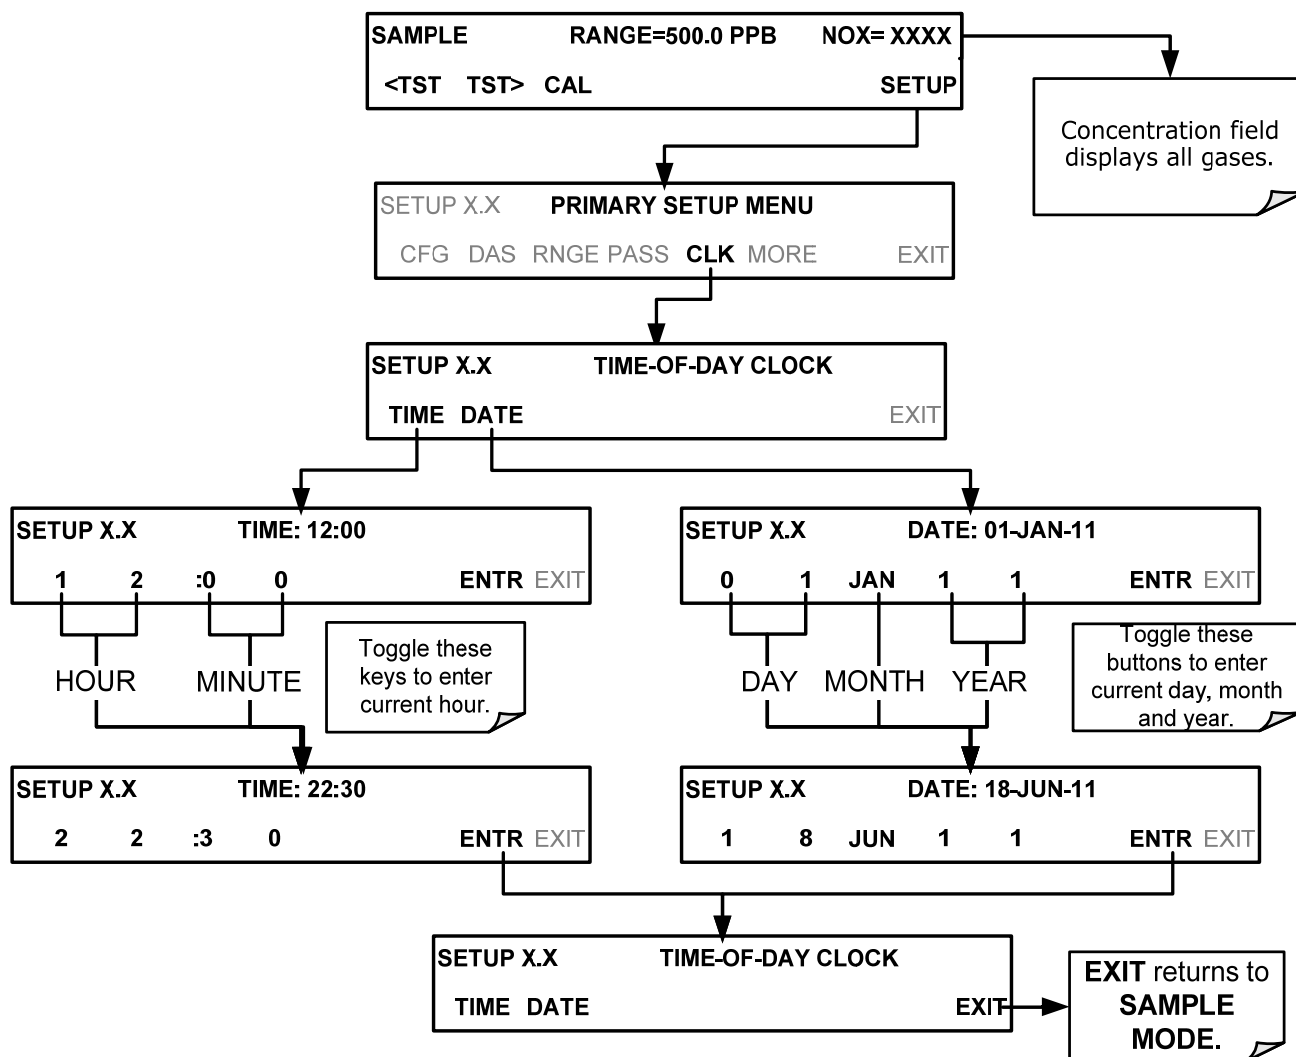 SAMPLE RANGE=500.0 PPB NOX= XXXX
<TST TST> CAL SETUP
Concentration field
displays all gases.
SETUP X.X PRIMARY SETUP MENU
CFG DAS RNGE PASS CLK MORE EXIT
SETUP X.X TIME-OF-DAY CLOCK
TIME DATE EXIT
SETUP X.X TIME: 12:00
1 2 :0 0 ENTR EXIT
HOUR MINUTE
Toggle these
keys to enter
current hour.
SETUP X.X DATE: 01-JAN-11
0 1 JAN 1 1 ENTR EXIT
DAY MONTH YEAR
Toggle these
buttons to enter
current day, month
and year.
SETUP X.X TIME: 22:30
2 2 :3 0 ENTR EXIT
SETUP X.X DATE: 18-JUN-11
1 8 JUN 1 1 ENTR EXIT
SETUP X.X TIME-OF-DAY CLOCK
TIME DATE EXIT
EXIT returns to
SAMPLE
MODE.